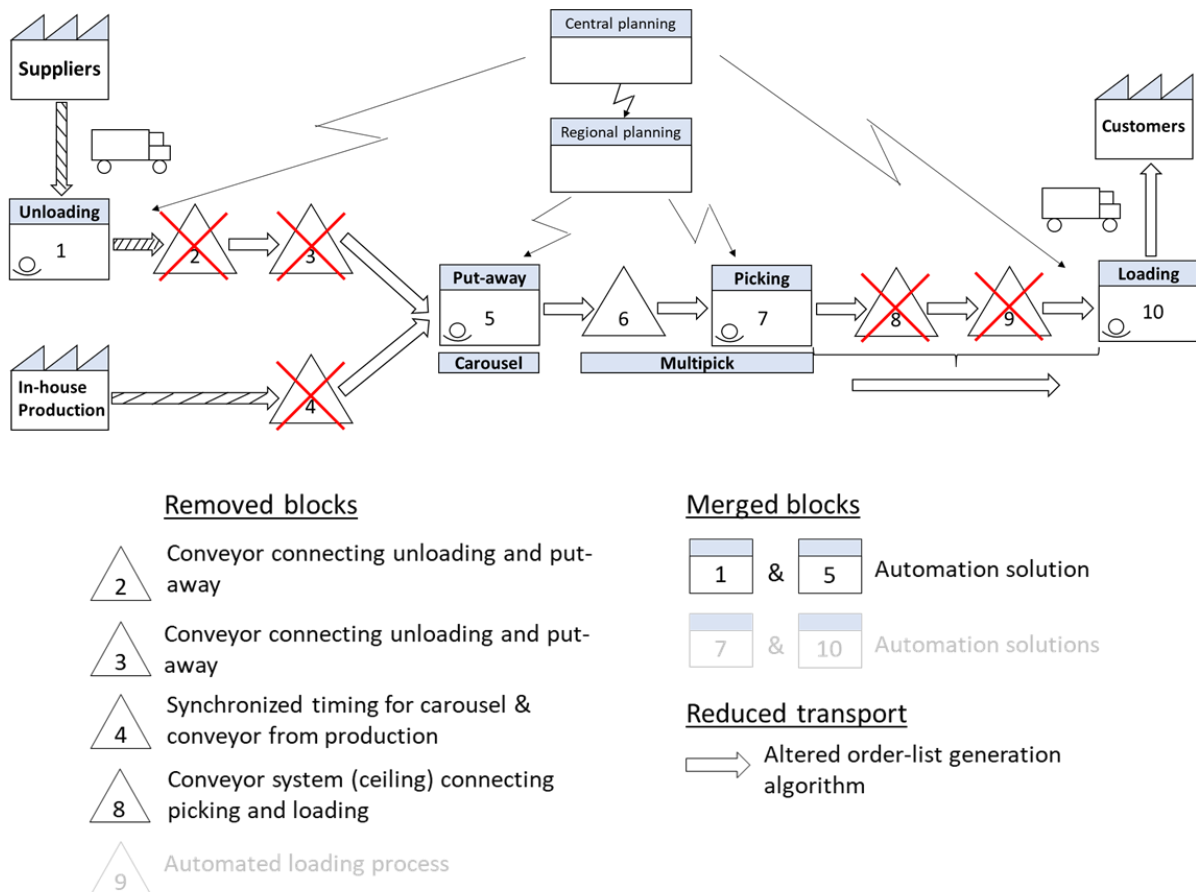 Central planning
Suppliers
Regional planning
Customers
Unloading
1
2
3
Put-away
5
Carousel
6
Picking
7
Multipick
8
9
Loading
10
In-house
Production
4
Removed blocks
2
Conveyor connecting unloading and put-
away
3
Conveyor connecting unloading and put-
away
4
Synchronized timing for carousel &
conveyor from production
8
Conveyor system (ceiling) connecting
picking and loading
9
Automated loading process
Merged blocks
1 & 5 Automation solution
7 & 10 Automation solutions
Reduced transport
Altered order-list generation
algorithm